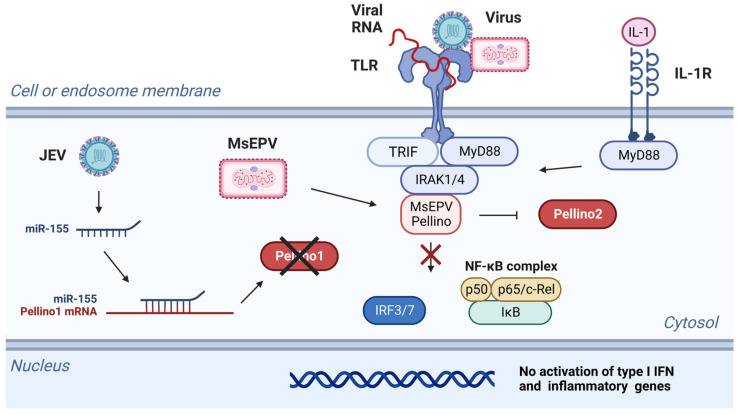 Viral
RNA
Virus
IL-1
TLR
IL-1R
Cell or endosome membrane
JEV
MsEPV
TRIF
MyD88
MyD88
IRAK1/4
MsEPV
Pellino
Pellino2
miR-155
Pellino1
NF-κB complex
p50
p65/c-Rel
miR-155
Pellino1 mRNA
IRF3/7
IκB
Cytosol
Nucleus
No activation of type I IFN
and inflammatory genes